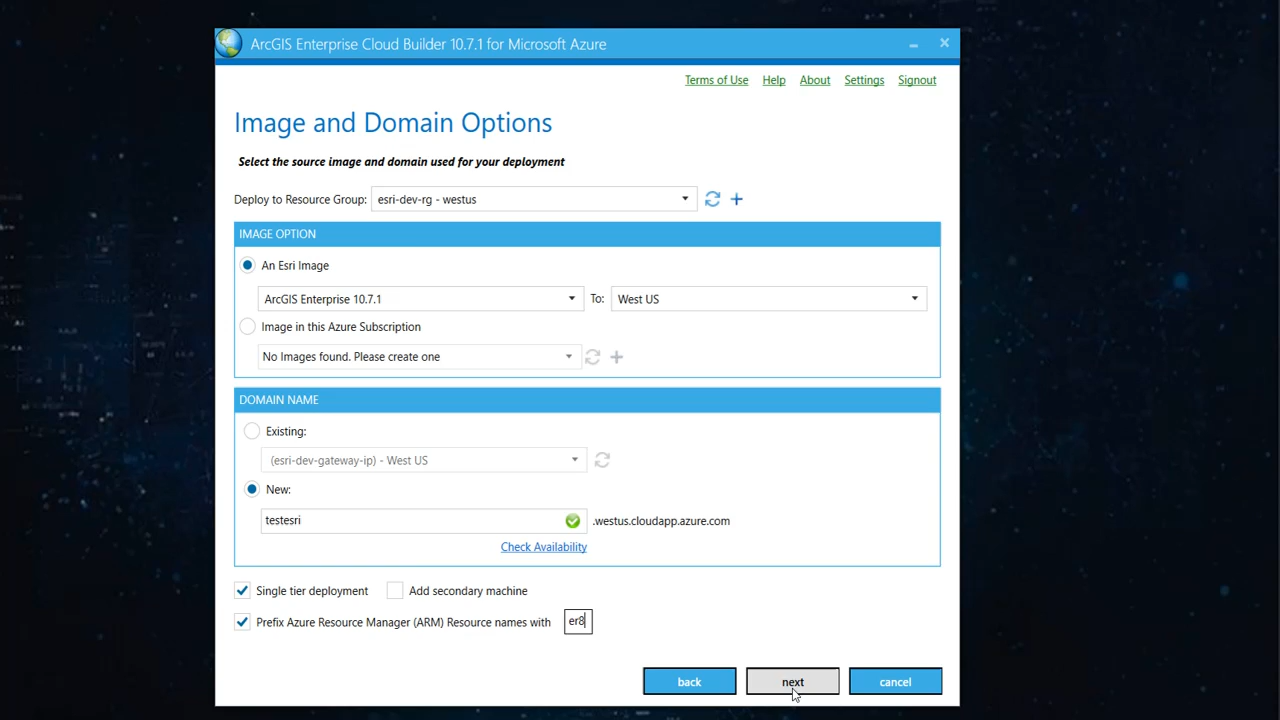 ArcGIS Enterprise Cloud Builder 10.7.1 for Microsoft Azure
Terms of Use Help About Settings Signout
Image and Domain Options
Select the source image and domain used for your deployment
Deploy to Resource Group: esri-dev-rg - westus
IMAGE OPTION
An Esri Image
ArcGIS Enterprise 10.7.1 To: West US
Image in this Azure Subscription
No Images found. Please create one
DOMAIN NAME
Existing:
(esri-dev-gateway-ip) - West US
New:
testesri .westus.cloudapp.azure.com
Check Availability
Single tier deployment Add secondary machine
Prefix Azure Resource Manager (ARM) Resource names with er8
back next cancel